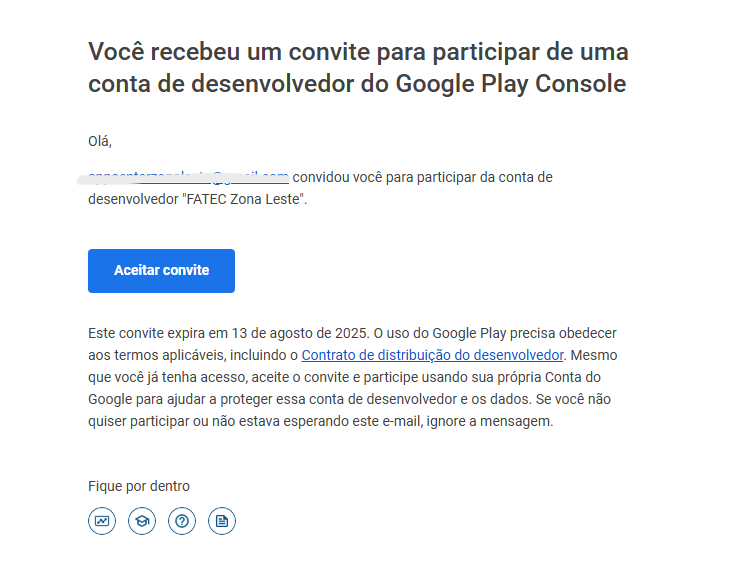 Você recebeu um convite para participar de uma
conta de desenvolvedor do Google Play Console
Olá,
convidou você para participar da conta de
desenvolvedor "FATEC Zona Leste".
Aceitar convite
Este convite expira em 13 de agosto de 2025. O uso do Google Play precisa obedecer
aos termos aplicáveis, incluindo o Contrato de distribuição do desenvolvedor. Mesmo
que você já tenha acesso, aceite o convite e participe usando sua própria Conta do
Google para ajudar a proteger essa conta de desenvolvedor e os dados. Se você não
quiser participar ou não estava esperando este e-mail, ignore a mensagem.
Fique por dentro